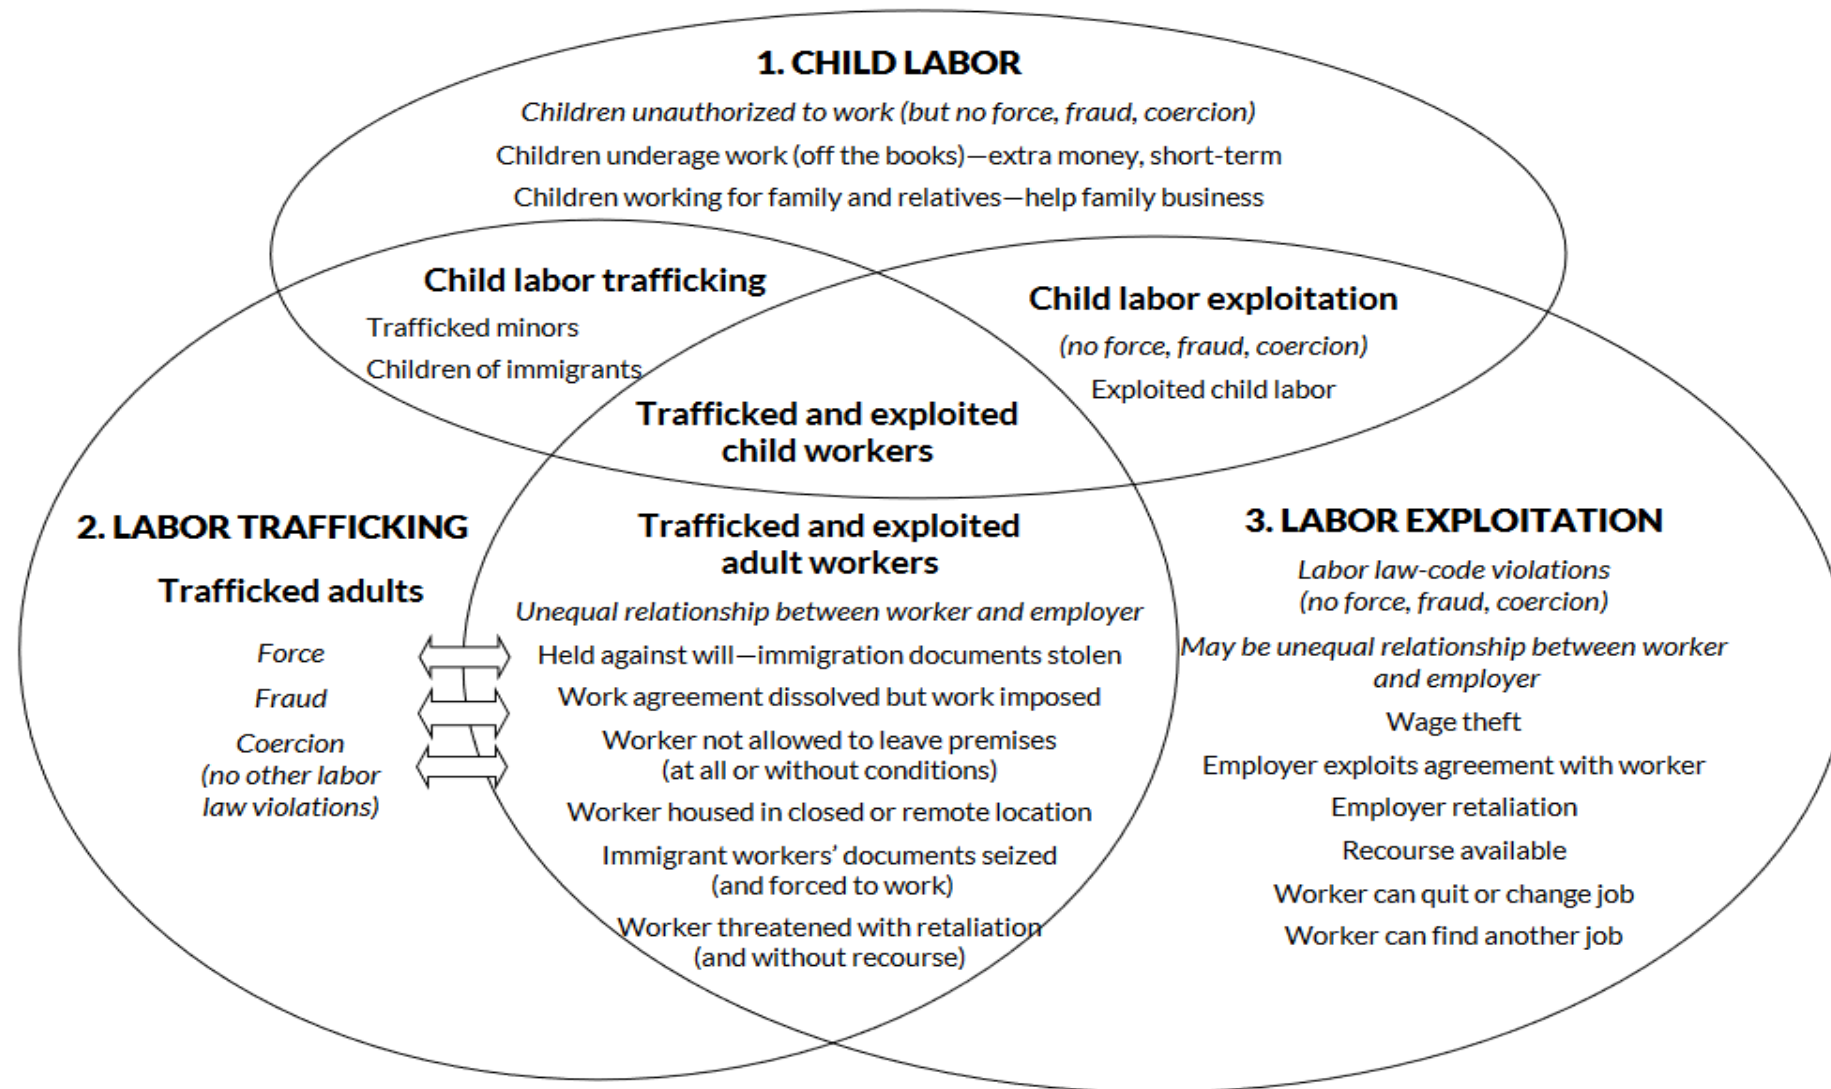 1. CHILD LABOR
Children unauthorized to work (but no force, fraud, coercion)
Children underage work (off the books)—extra money, short-term
Children working for family and relatives—help family business
Child labor trafficking
Trafficked minors
Children of immigrants
Child labor exploitation
(no force, fraud, coercion)
Exploited child labor
Trafficked and exploited
child workers
2. LABOR TRAFFICKING
Trafficked adults
Force
Fraud
Coercion
(no other labor
law violations)
Trafficked and exploited
adult workers
Unequal relationship between worker and employer
Held against will—immigration documents stolen
Work agreement dissolved but work imposed
Worker not allowed to leave premises
(at all or without conditions)
Worker housed in closed or remote location
Immigrant workers’ documents seized
(and forced to work)
Worker threatened with retaliation
(and without recourse)
3. LABOR EXPLOITATION
Labor law-code violations
(no force, fraud, coercion)
May be unequal relationship between worker
and employer
Wage theft
Employer exploits agreement with worker
Employer retaliation
Recourse available
Worker can quit or change job
Worker can find another job